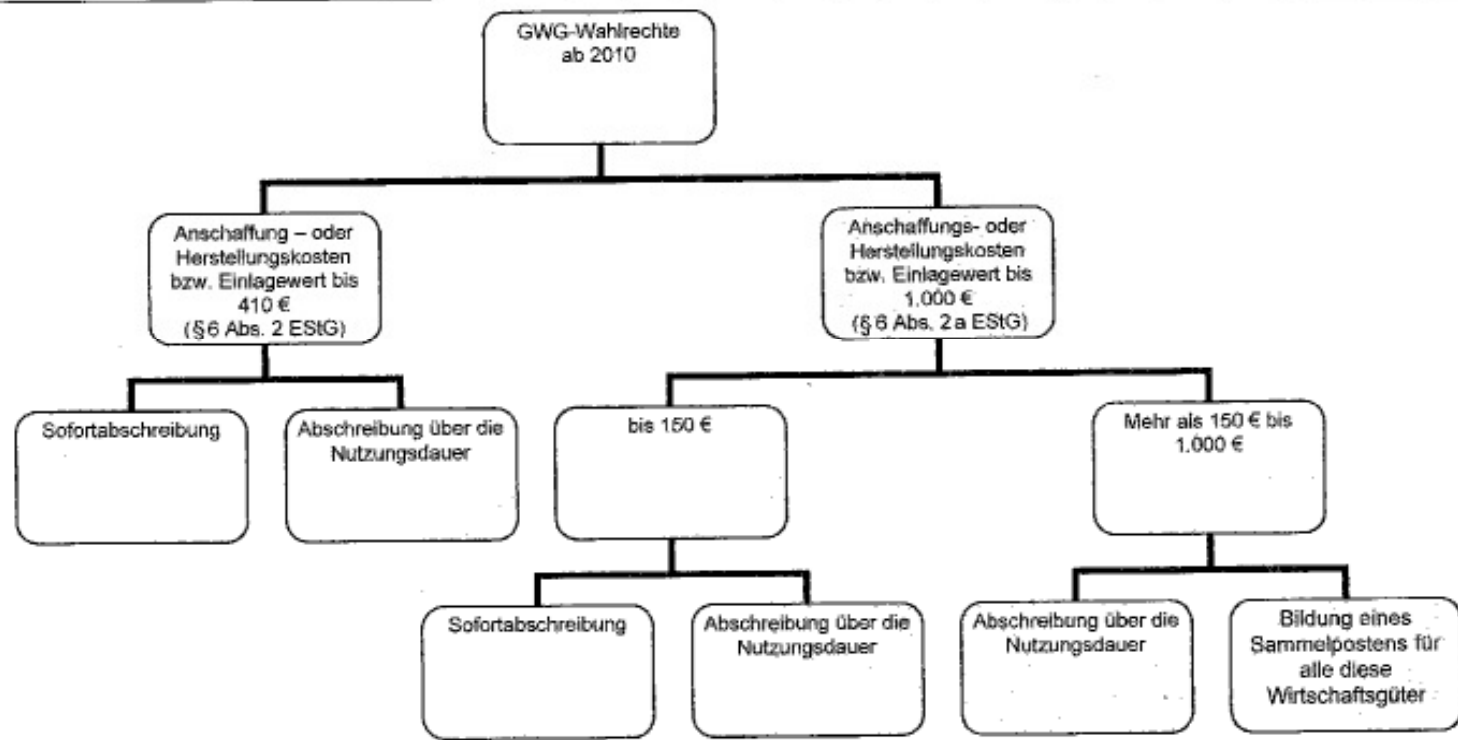 GWG-Wahlrechte
ab 2010
Anschaffung – oder
Herstellungskosten
bzw. Einlagewert bis
410 €
(§ 6 Abs. 2 EStG)
Anschaffungs- oder
Herstellungskosten
bzw. Einlagewert bis
1.000 €
(§ 6 Abs. 2a EStG)
Sofortabschreibung
Abschreibung über die
Nutzungsdauer
bis 150 €
Mehr als 150 € bis
1.000 €
Sofortabschreibung
Abschreibung über die
Nutzungsdauer
Abschreibung über die
Nutzungsdauer
Bildung eines
Sammelpostens für
alle diese
Wirtschaftsgüter